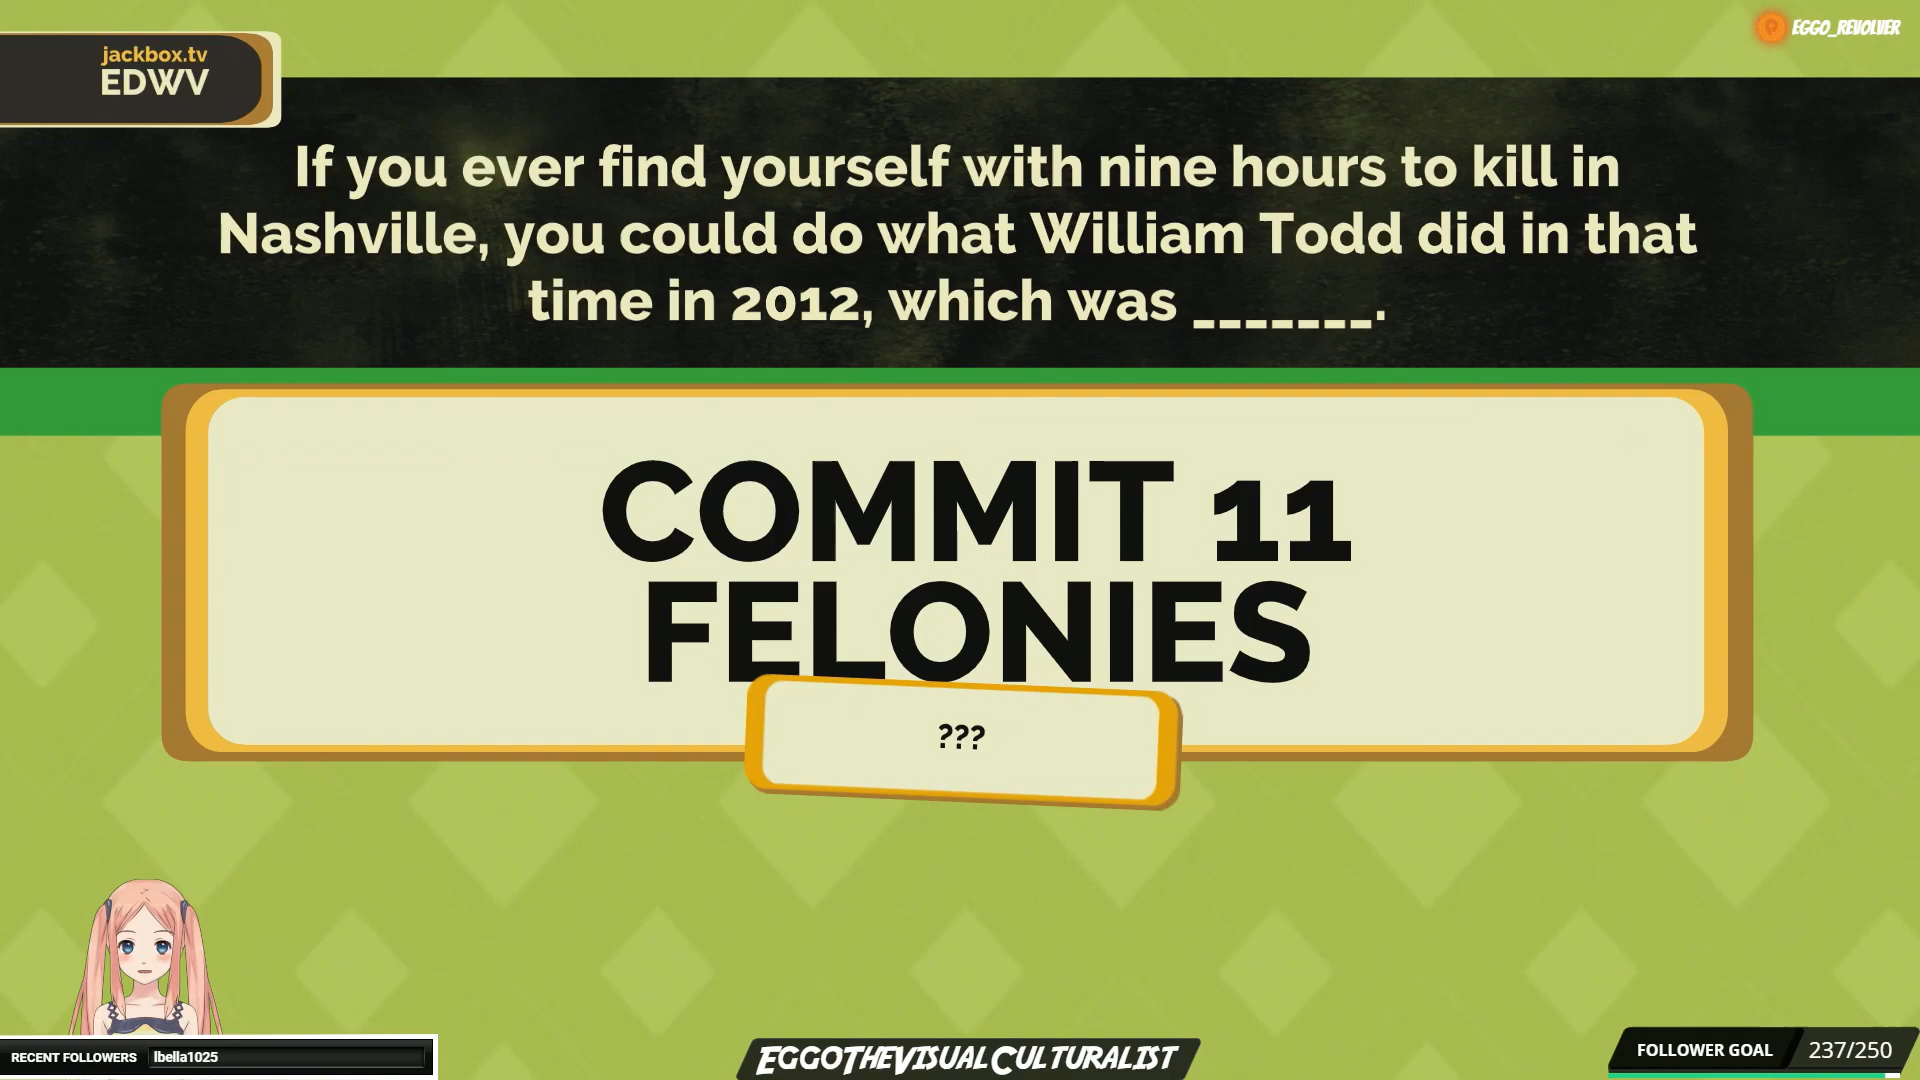 EGGO_REVOLVER
jackbox.tv
EDWV
If you ever find yourself with nine hours to kill in
Nashville, you could do what William Todd did in that
time in 2012, which was _______.
COMMIT 11
FELONIES
???
RECENT FOLLOWERS lbella1025
EGGOTHEVISUALCULTURALIST
FOLLOWER GOAL 237/250